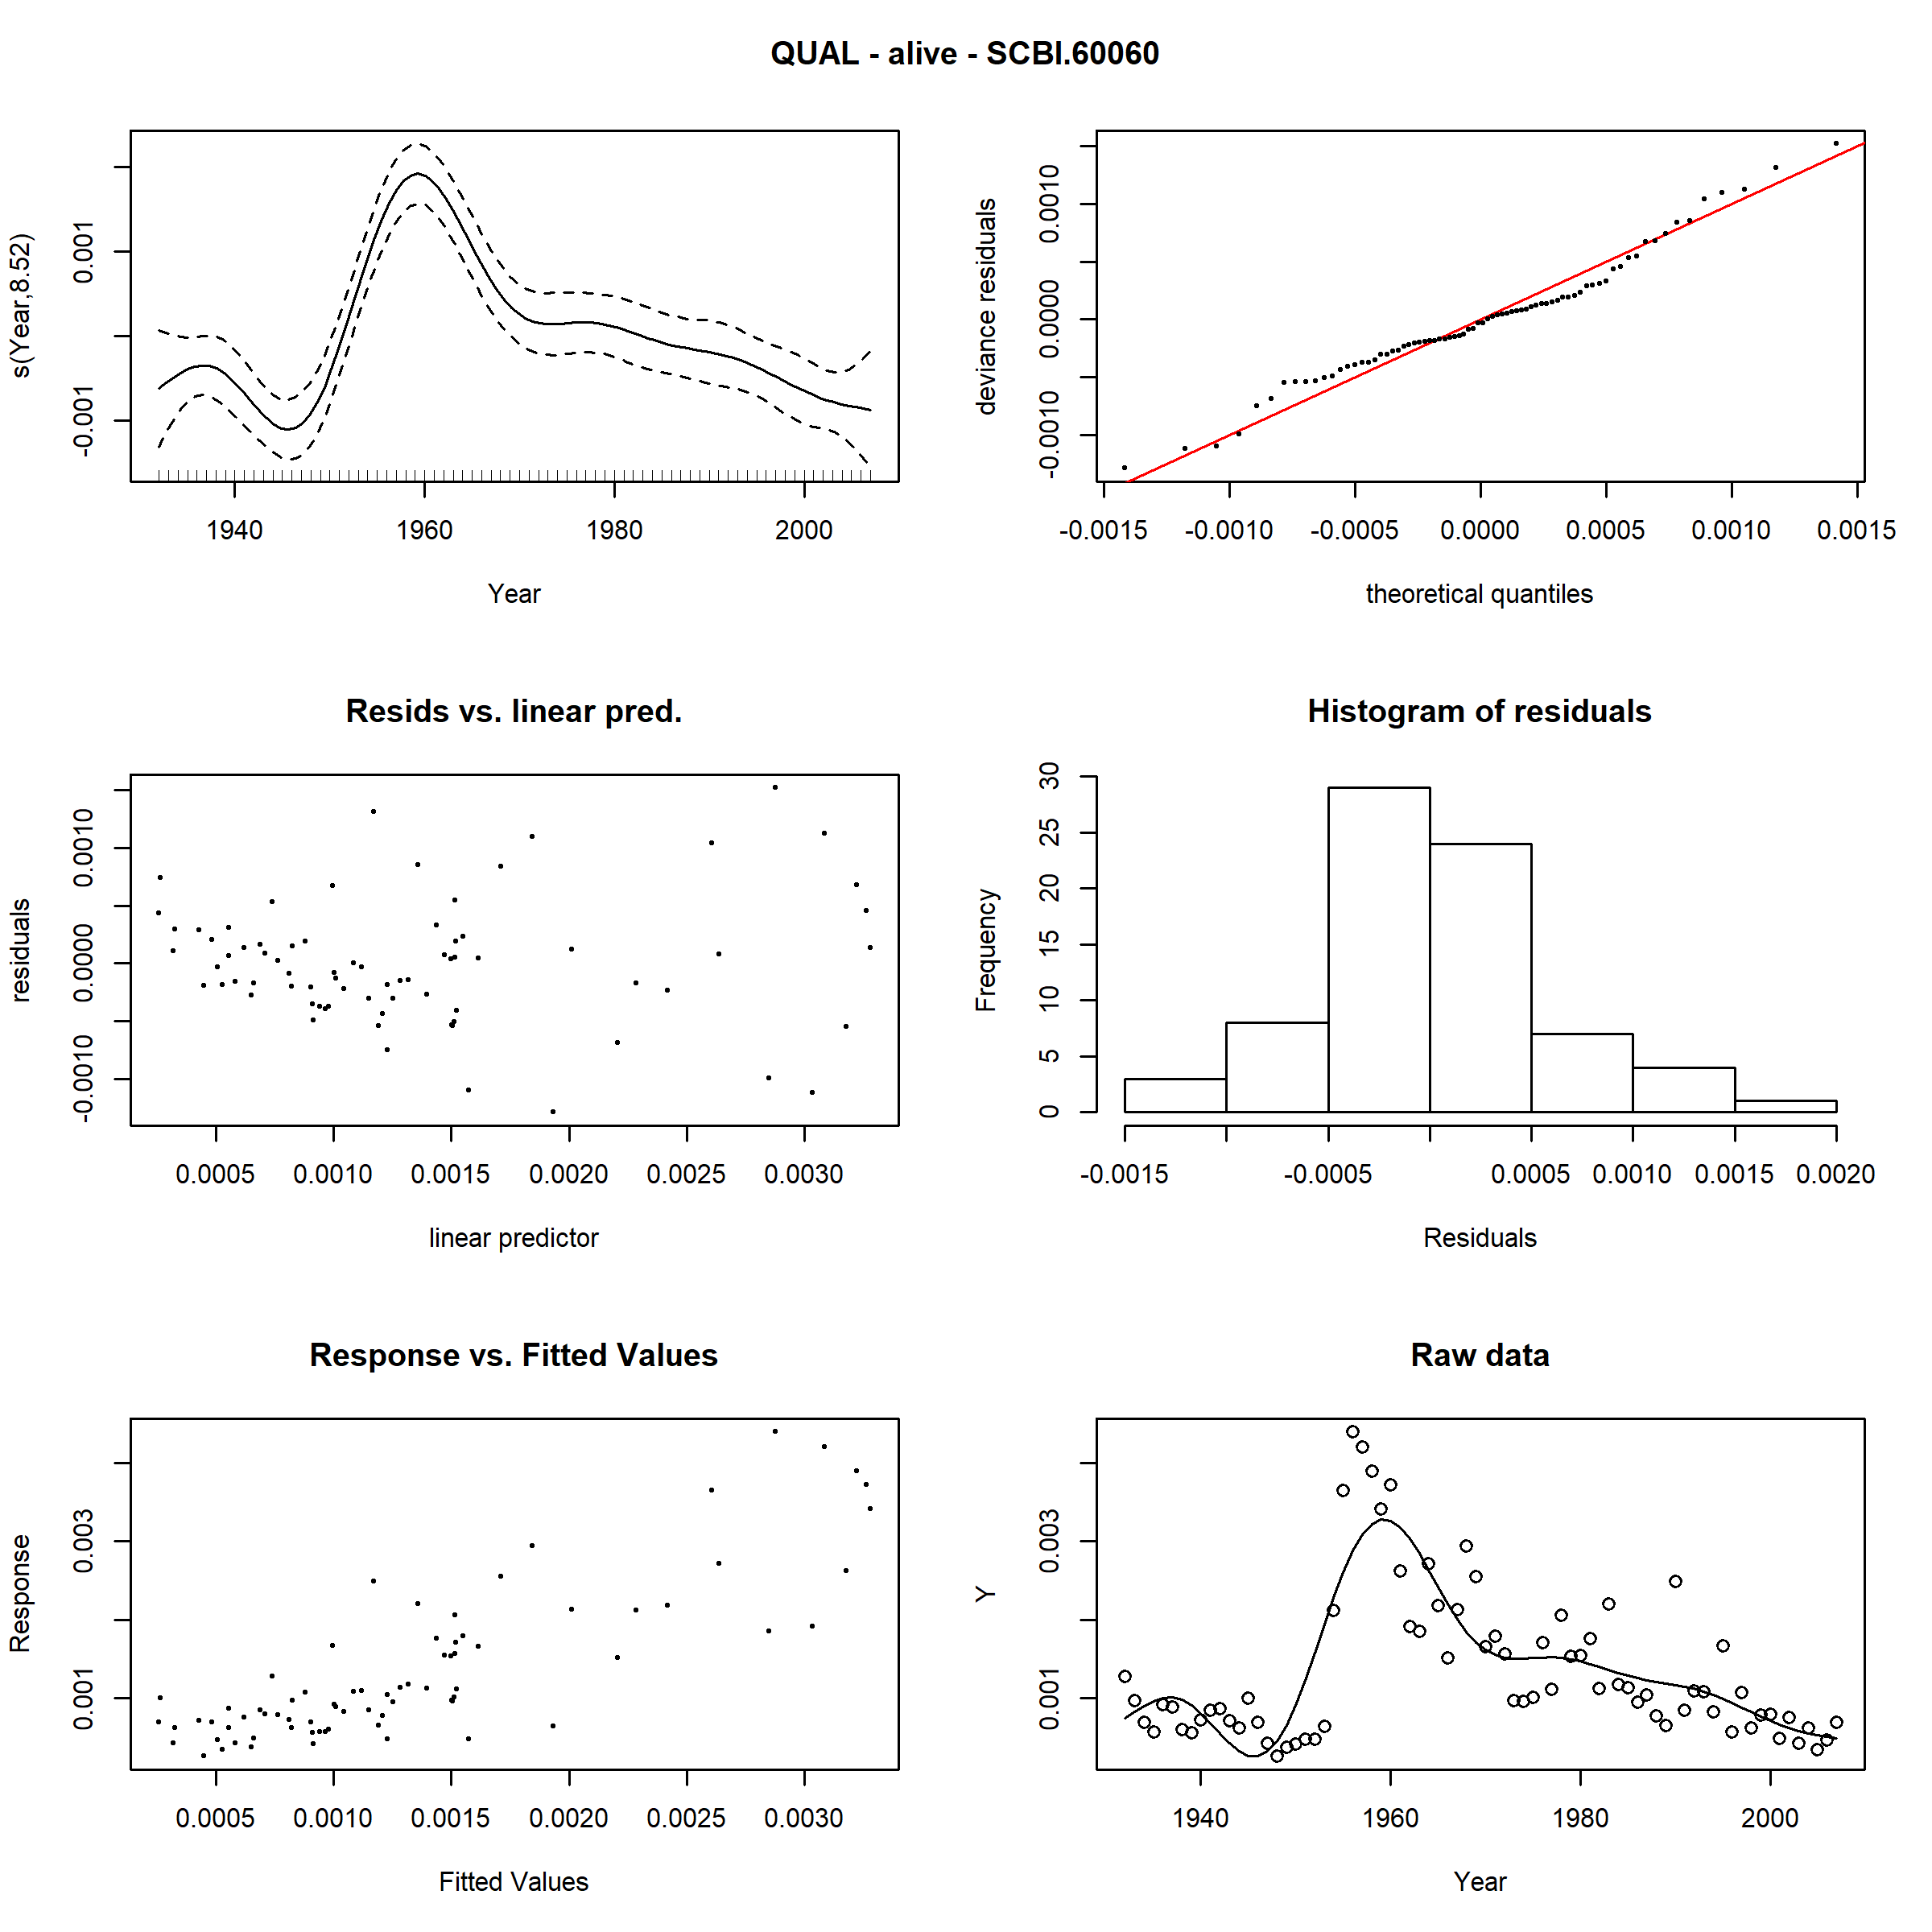 QUAL - alive - SCBI.60060
s(Year,8.52)
-0.001 0.001
1940 1960 1980 2000
Year
deviance residuals
-0.0010 0.0000 0.0010
-0.0015 -0.0010 -0.0005 0.0000 0.0005 0.0010 0.0015
theoretical quantiles
Resids vs. linear pred.
residuals
-0.0010 0.0000 0.0010
0.0005 0.0010 0.0015 0.0020 0.0025 0.0030
linear predictor
Histogram of residuals
Frequency
0 5 10 15 20 25 30
-0.0015 -0.0005 0.0005 0.0010 0.0015 0.0020
Residuals
Response vs. Fitted Values
Response
0.001 0.003
0.0005 0.0010 0.0015 0.0020 0.0025 0.0030
Fitted Values
Raw data
Y
0.001 0.003
1940 1960 1980 2000
Year